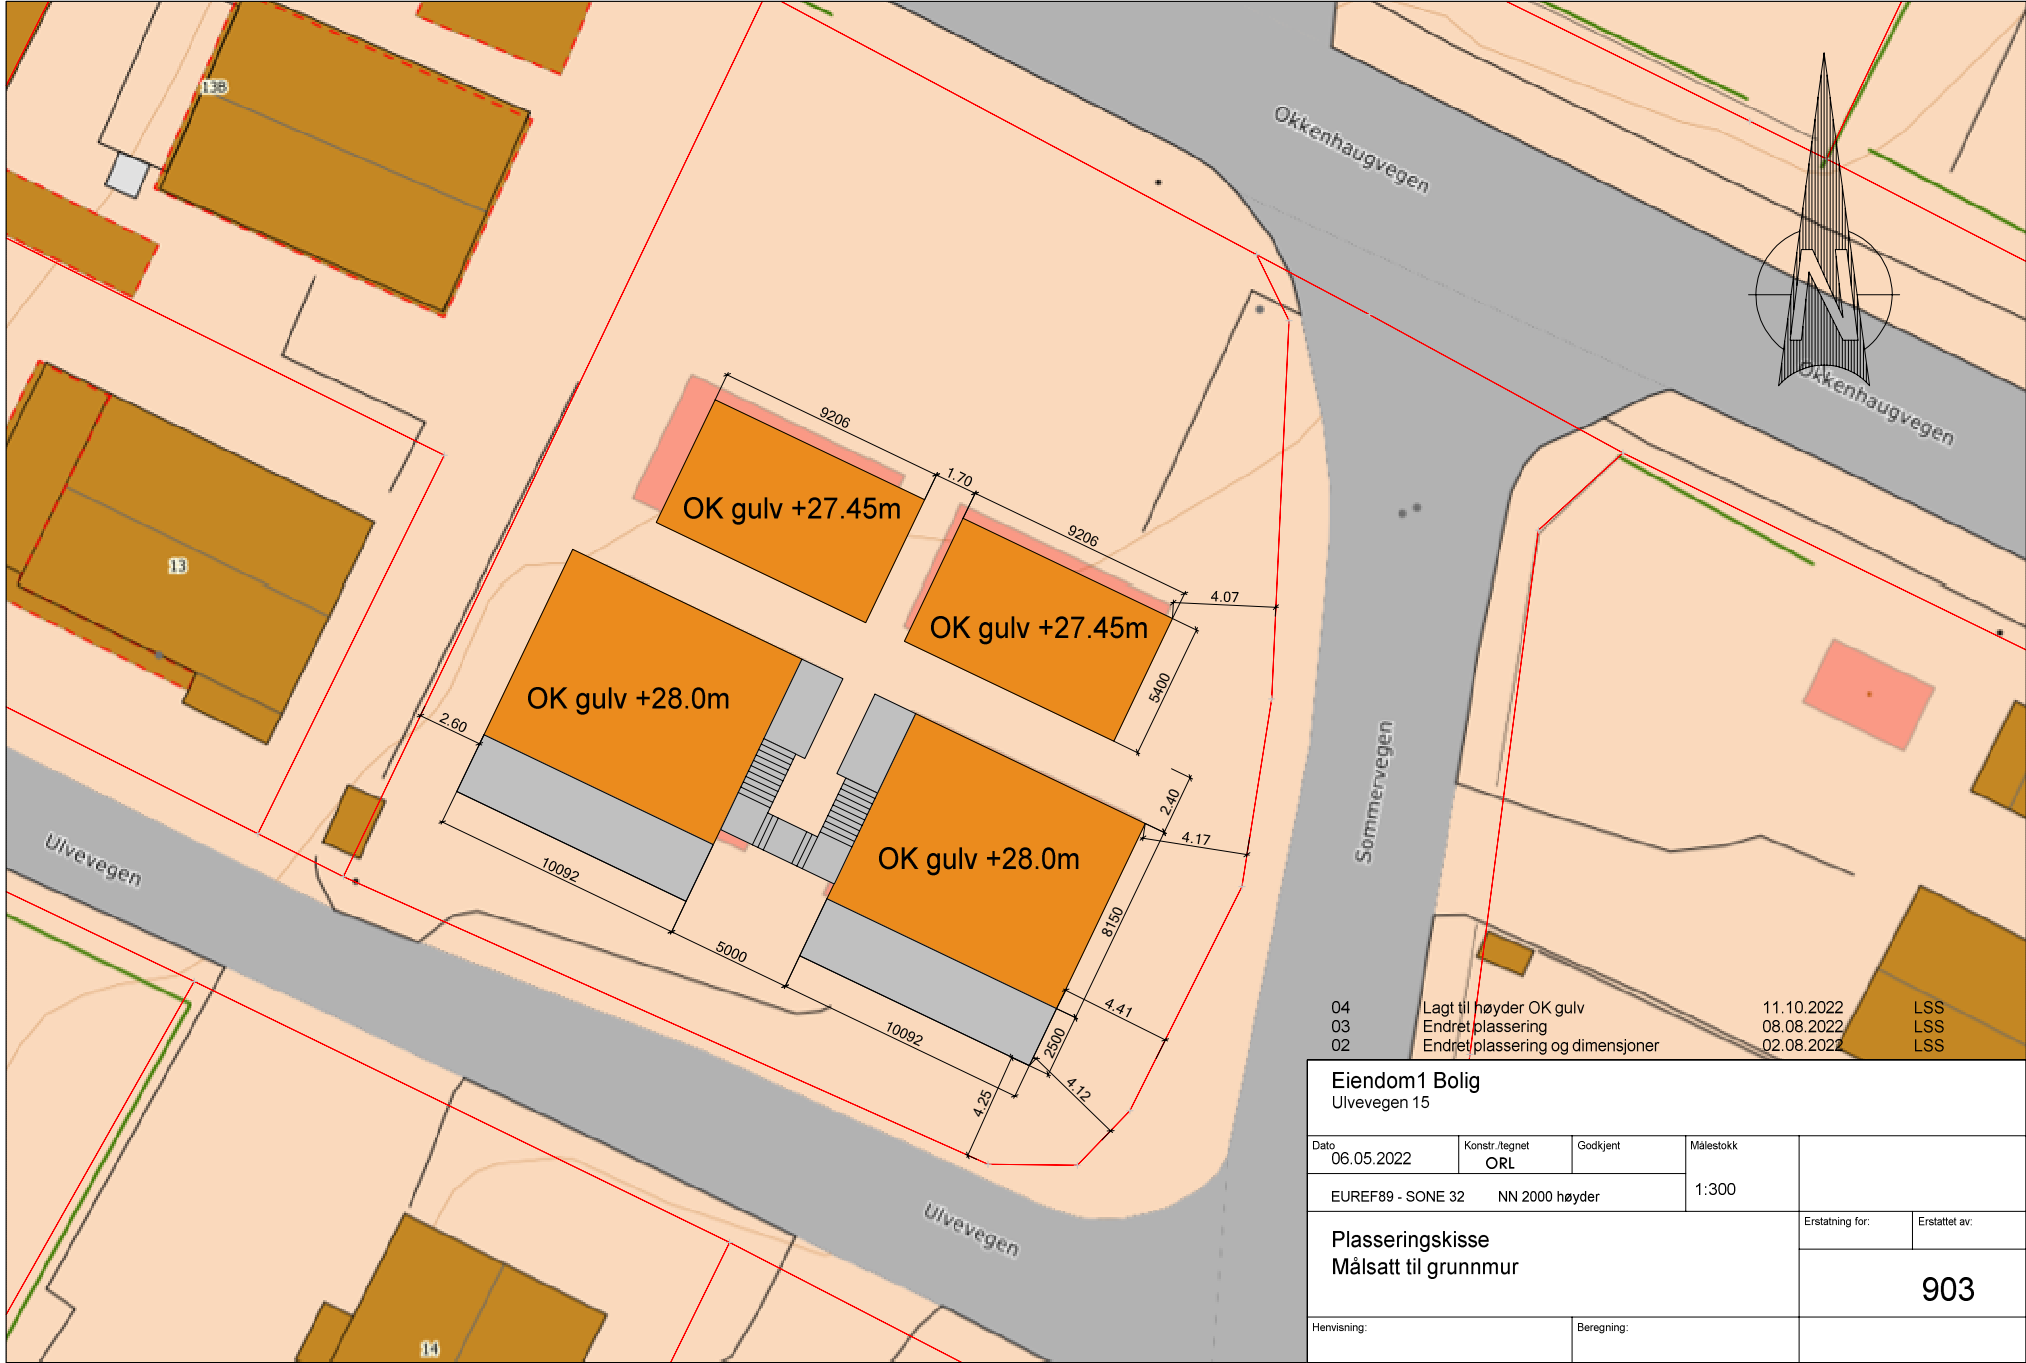 13B
Okkenhaugvegen
N
Okkenhaugvegen
9206
1.70
OK gulv +27.45m
9206
4.07
OK gulv +27.45m
13
5400
OK gulv +28.0m
2.60
Sommervegen
2.40
4.17
Ulvevegen
10092
OK gulv +28.0m
8150
5000
4.41
10092
2500
4.12
4.25
Ulvevegen
14
04 Lagt til høyder OK gulv 11.10.2022 LSS
03 Endret plassering 08.08.2022 LSS
02 Endret plassering og dimensjoner 02.08.2022 LSS
Eiendom1 Bolig
Ulvevegen 15
Dato Konstr./tegnet Godkjent Målestokk
06.05.2022 ORL
1:300
EUREF89 - SONE 32 NN 2000 høyder
Erstatning for: Erstattet av:
Plasseringskisse
Målsatt til grunnmur
903
Henvisning: Beregning: